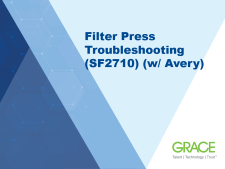 Filter Press
Troubleshooting
(SF2710) (w/ Avery)
GRACE
Talent | Technology | Trust™